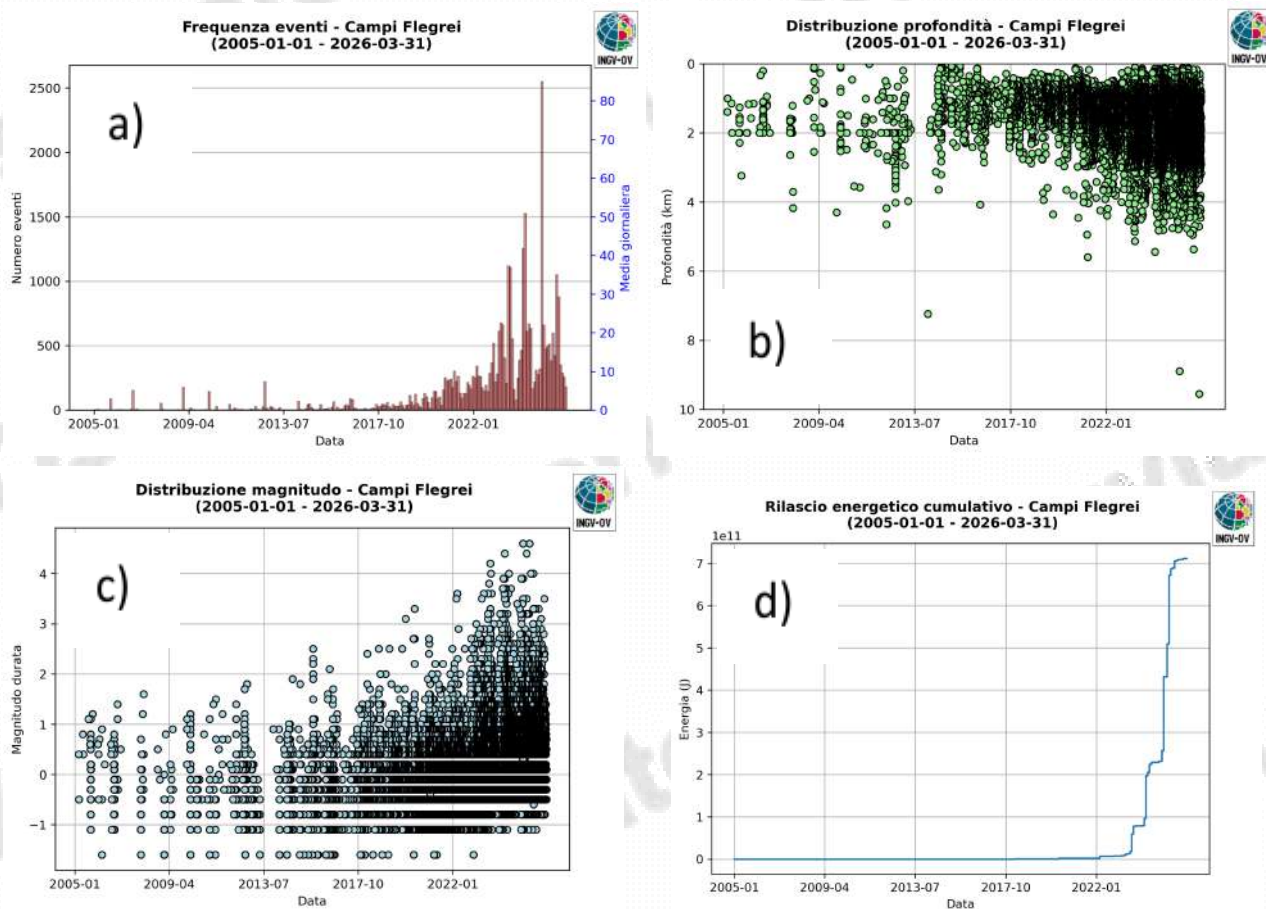 Frequenza eventi - Campi Flegrei
(2005-01-01 - 2026-03-31)
INGV-OV
a)
2500
2000
1500
1000
500
0
Numero eventi
80
70
60
50
40
30
20
10
0
Media giornaliera
2005-01 2009-04 2013-07 2017-10 2022-01
Data
Distribuzione profondità - Campi Flegrei
(2005-01-01 - 2026-03-31)
INGV-OV
b)
0
2
4
6
8
10
Profondità (km)
2005-01 2009-04 2013-07 2017-10 2022-01
Data
Distribuzione magnitudo - Campi Flegrei
(2005-01-01 - 2026-03-31)
INGV-OV
c)
4
3
2
1
0
−1
Magnitudo durata
2005-01 2009-04 2013-07 2017-10 2022-01
Data
Rilascio energetico cumulativo - Campi Flegrei
(2005-01-01 - 2026-03-31)
INGV-OV
1e11
d)
7
6
5
4
3
2
1
0
Energia (J)
2005-01 2009-04 2013-07 2017-10 2022-01
Data